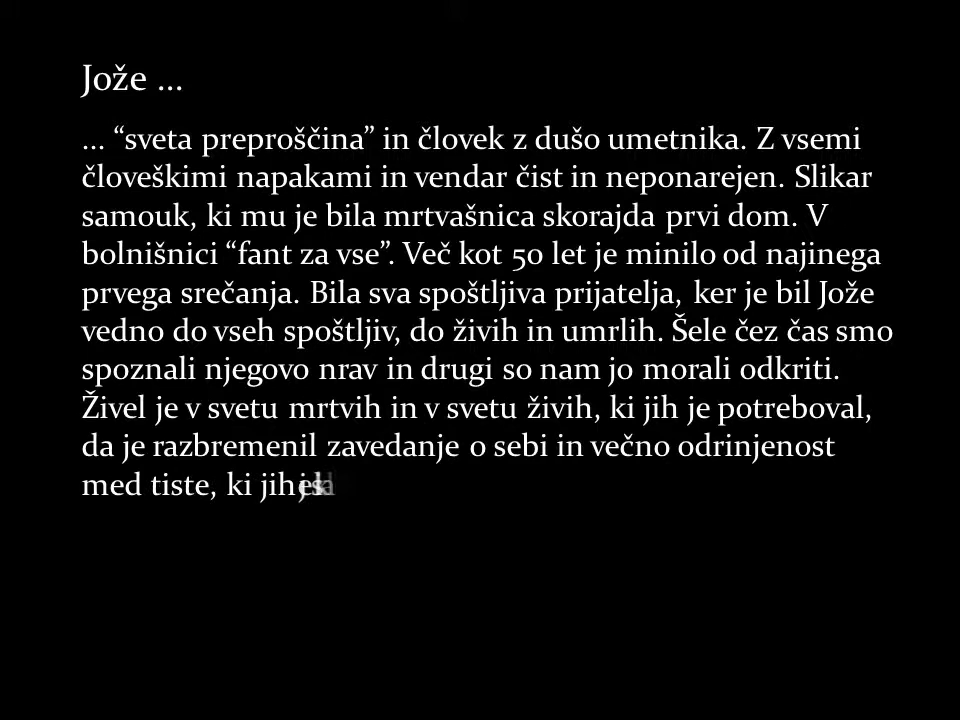 Jože ...
... “sveta preproščina” in človek z dušo umetnika. Z vsemi
človeškimi napakami in vendar čist in neponarejen. Slikar
samouk, ki mu je bila mrtvašnica skorajda prvi dom. V
bolnišnici “fant za vse”. Več kot 50 let je minilo od najinega
prvega srečanja. Bila sva spoštljiva prijatelja, ker je bil Jože
vedno do vseh spoštljiv, do živih in umrlih. Šele čez čas smo
spoznali njegovo nrav in drugi so nam jo morali odkriti.
Živel je v svetu mrtvih in v svetu živih, ki jih je potreboval,
da je razbremenil zavedanje o sebi in večno odrinjenost
med tiste, ki jih